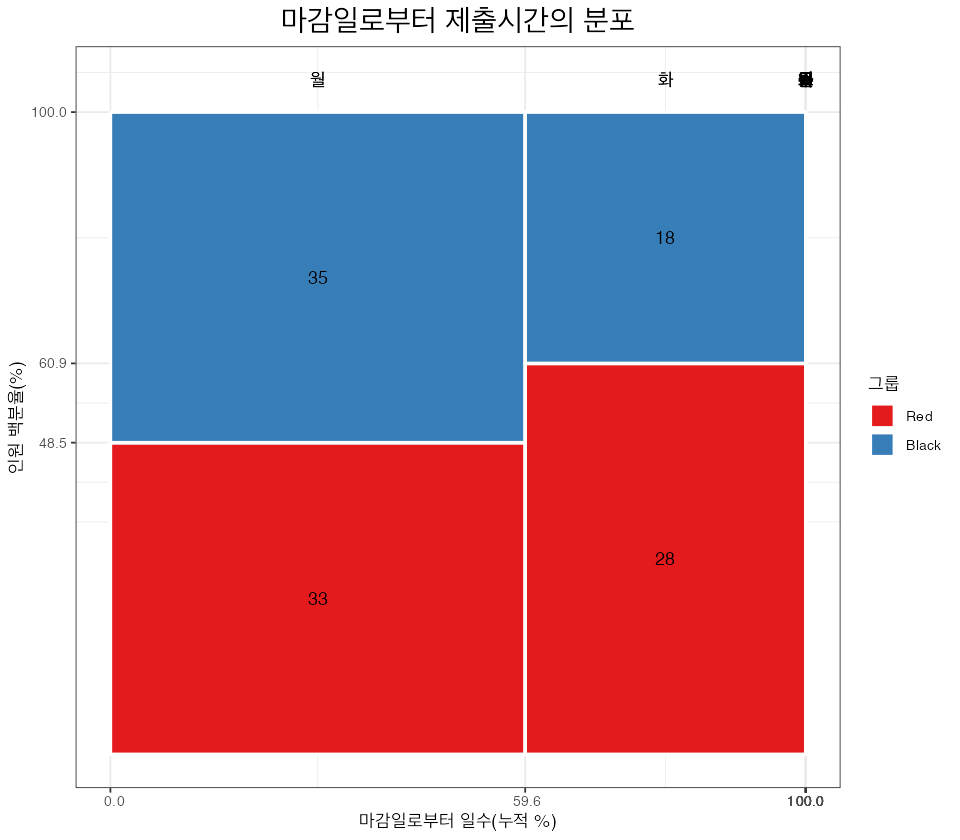 마감일로부터 제출시간의 분포
월
화
100.0
60.9
48.5
인원 백분율(%)
35
18
33
28
그룹
Red
Black
0.0
59.6
100.0
마감일로부터 일수(누적 %)